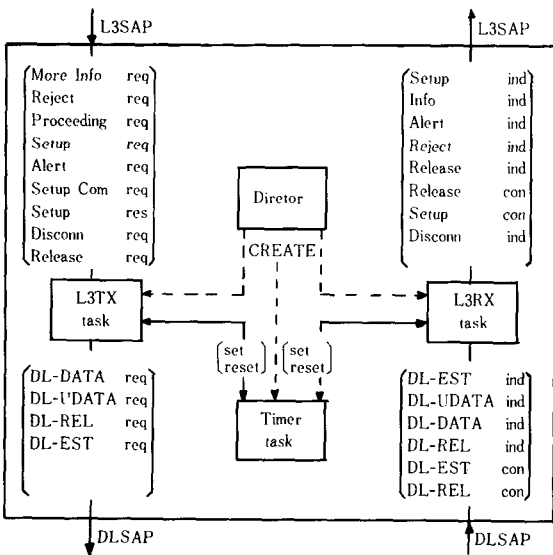 L3SAP
L3SAP
More Info req
Reject req
Proceeding req
Setup req
Alert req
Setup Com req
Setup res
Disconn req
Release req
Setup ind
Info ind
Alert ind
Reject ind
Release ind
Release con
Setup con
Disconn ind
Diretor
CREATE
L3TX
task
L3RX
task
set
reset
set
reset
Timer
task
DL-DATA req
DL-UDATA req
DL-REL req
DL-EST req
DL-EST ind
DL-UDATA ind
DL-DATA ind
DL-REL ind
DL-EST con
DL-REL con
DLSAP
DLSAP